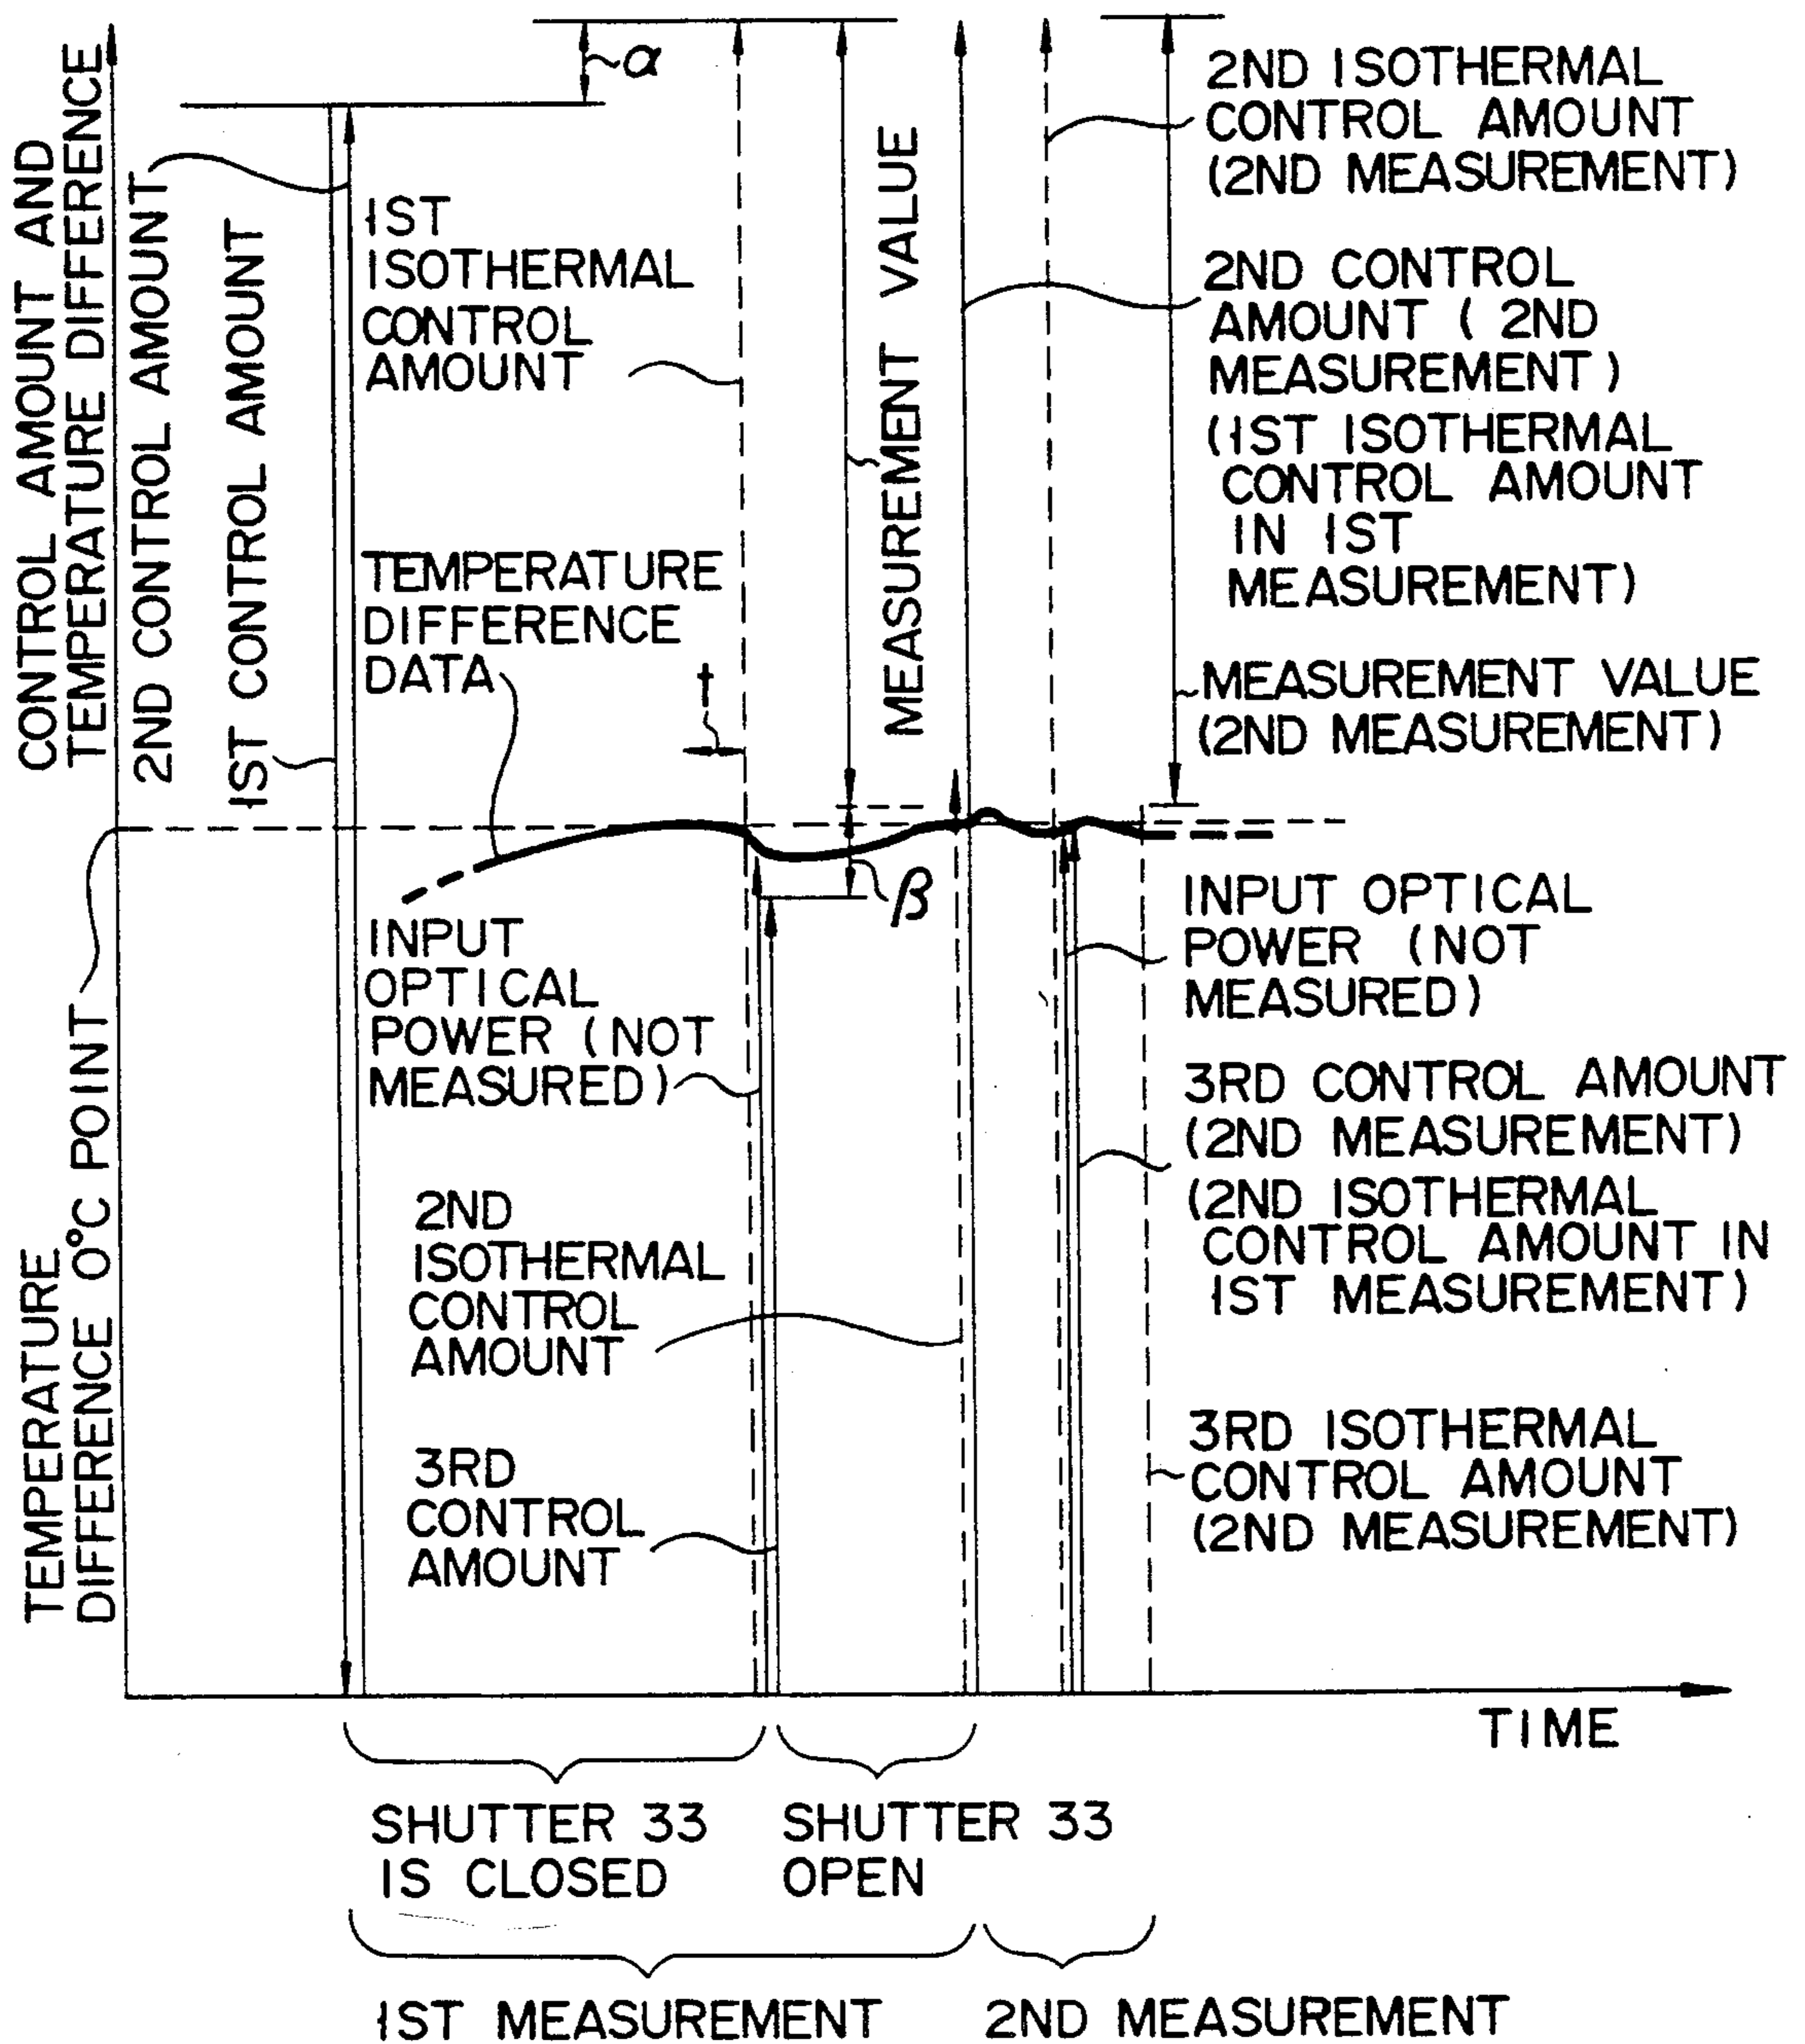 CONTROL AMOUNT AND
TEMPERATURE DIFFERENCE
2ND CONTROL AMOUNT
1ST CONTROL AMOUNT
α
1ST
ISOTHERMAL
CONTROL
AMOUNT
TEMPERATURE
DIFFERENCE
DATA
t
MEASUREMENT VALUE
2ND ISOTHERMAL
CONTROL AMOUNT
(2ND MEASUREMENT)
2ND CONTROL
AMOUNT (2ND
MEASUREMENT)
(1ST ISOTHERMAL
CONTROL AMOUNT
IN 1ST
MEASUREMENT)
MEASUREMENT VALUE
(2ND MEASUREMENT)
β
TEMPERATURE
DIFFERENCE 0°C POINT
INPUT
OPTICAL
POWER (NOT
MEASURED)
2ND
ISOTHERMAL
CONTROL
AMOUNT
3RD
CONTROL
AMOUNT
INPUT OPTICAL
POWER (NOT
MEASURED)
3RD CONTROL AMOUNT
(2ND MEASUREMENT)
(2ND ISOTHERMAL
CONTROL AMOUNT IN
1ST MEASUREMENT)
3RD ISOTHERMAL
CONTROL AMOUNT
(2ND MEASUREMENT)
TIME
SHUTTER 33
IS CLOSED
SHUTTER 33
OPEN
1ST MEASUREMENT
2ND MEASUREMENT